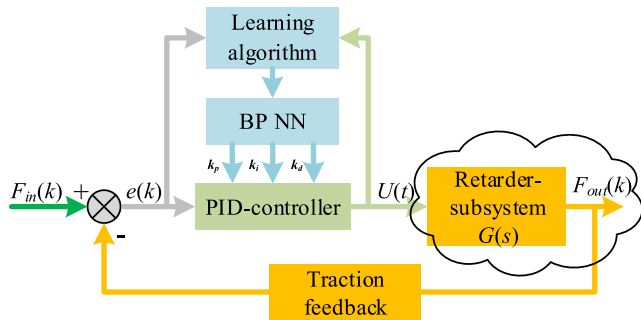 Learning
algorithm
BP NN
k_p k_i k_d
F_in(k) + e(k) PID-controller U(t) Retarder-
subsystem
G(s) F_out(k)
-
Traction
feedback